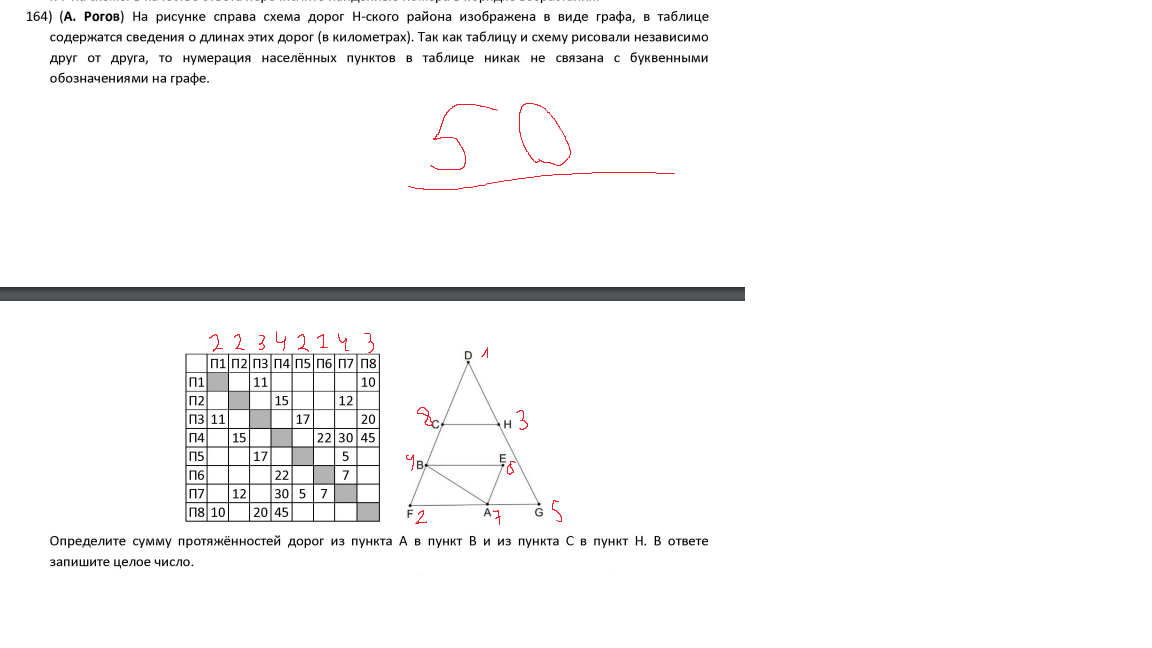 164) (А. Рогов) На рисунке справа схема дорог Н-ского района изображена в виде графа, в таблице
содержатся сведения о длинах этих дорог (в километрах). Так как таблицу и схему рисовали независимо
друг от друга, то нумерация населённых пунктов в таблице никак не связана с буквенными
обозначениями на графе.
50
2 2 3 4 2 2 4 3
П1 П2 П3 П4 П5 П6 П7 П8
П1 11 10
П2 15 12
П3 11 17 20
П4 15 22 30 45
П5 17 5
П6 22 7
П7 12 30 5 7
П8 10 20 45
D 1
8 C H 3
4 B E 6
F 2 A 7 G 5
Определите сумму протяжённостей дорог из пункта А в пункт В и из пункта С в пункт Н. В ответе
запишите целое число.